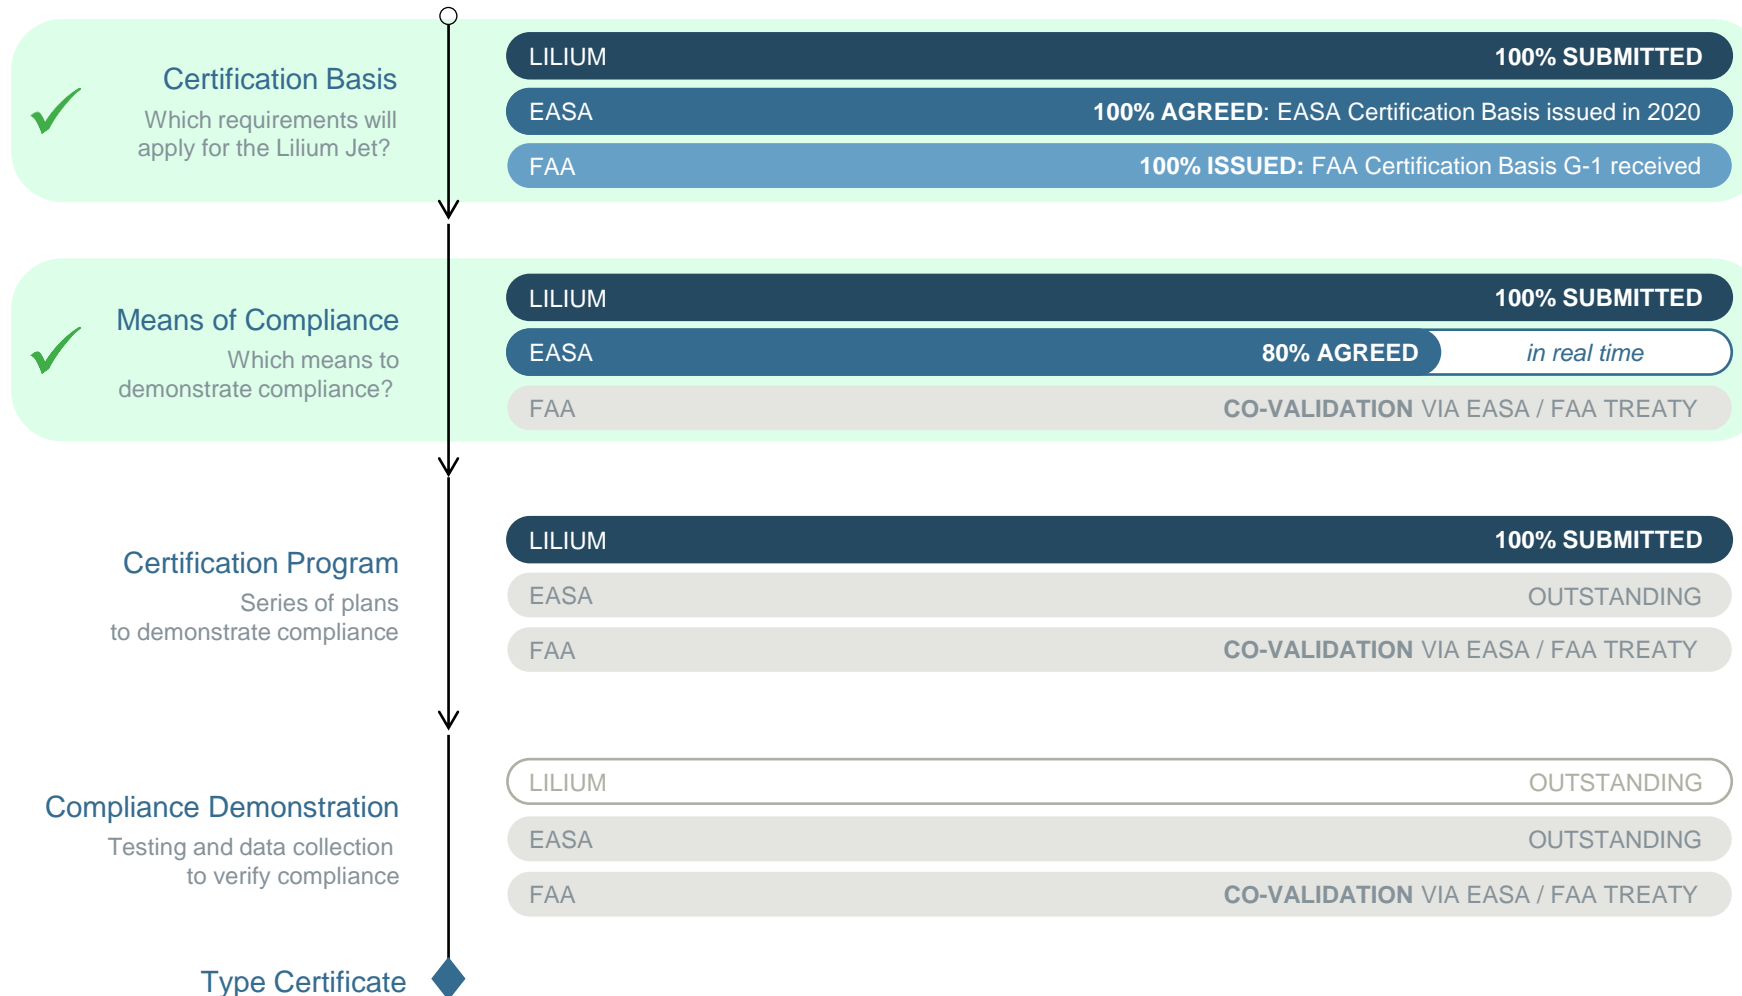 Certification Basis
Which requirements will
apply for the Lilium Jet?
LILIUM 100% SUBMITTED
EASA 100% AGREED: EASA Certification Basis issued in 2020
FAA 100% ISSUED: FAA Certification Basis G-1 received
Means of Compliance
Which means to
demonstrate compliance?
LILIUM 100% SUBMITTED
EASA 80% AGREED in real time
FAA CO-VALIDATION VIA EASA / FAA TREATY
Certification Program
Series of plans
to demonstrate compliance
LILIUM 100% SUBMITTED
EASA OUTSTANDING
FAA CO-VALIDATION VIA EASA / FAA TREATY
Compliance Demonstration
Testing and data collection
to verify compliance
LILIUM OUTSTANDING
EASA OUTSTANDING
FAA CO-VALIDATION VIA EASA / FAA TREATY
Type Certificate